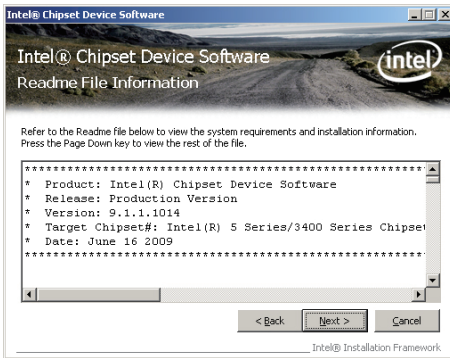 Intel® Chipset Device Software
Intel® Chipset Device Software
Readme File Information
intel
Refer to the Readme file below to view the system requirements and installation information.
Press the Page Down key to view the rest of the file.
************************************************************
*  Product: Intel(R) Chipset Device Software
*  Release: Production Version
*  Version: 9.1.1.1014
*  Target Chipset#: Intel(R) 5 Series/3400 Series Chipset
*  Date: June 16 2009
************************************************************
< Back  Next >  Cancel
Intel® Installation Framework